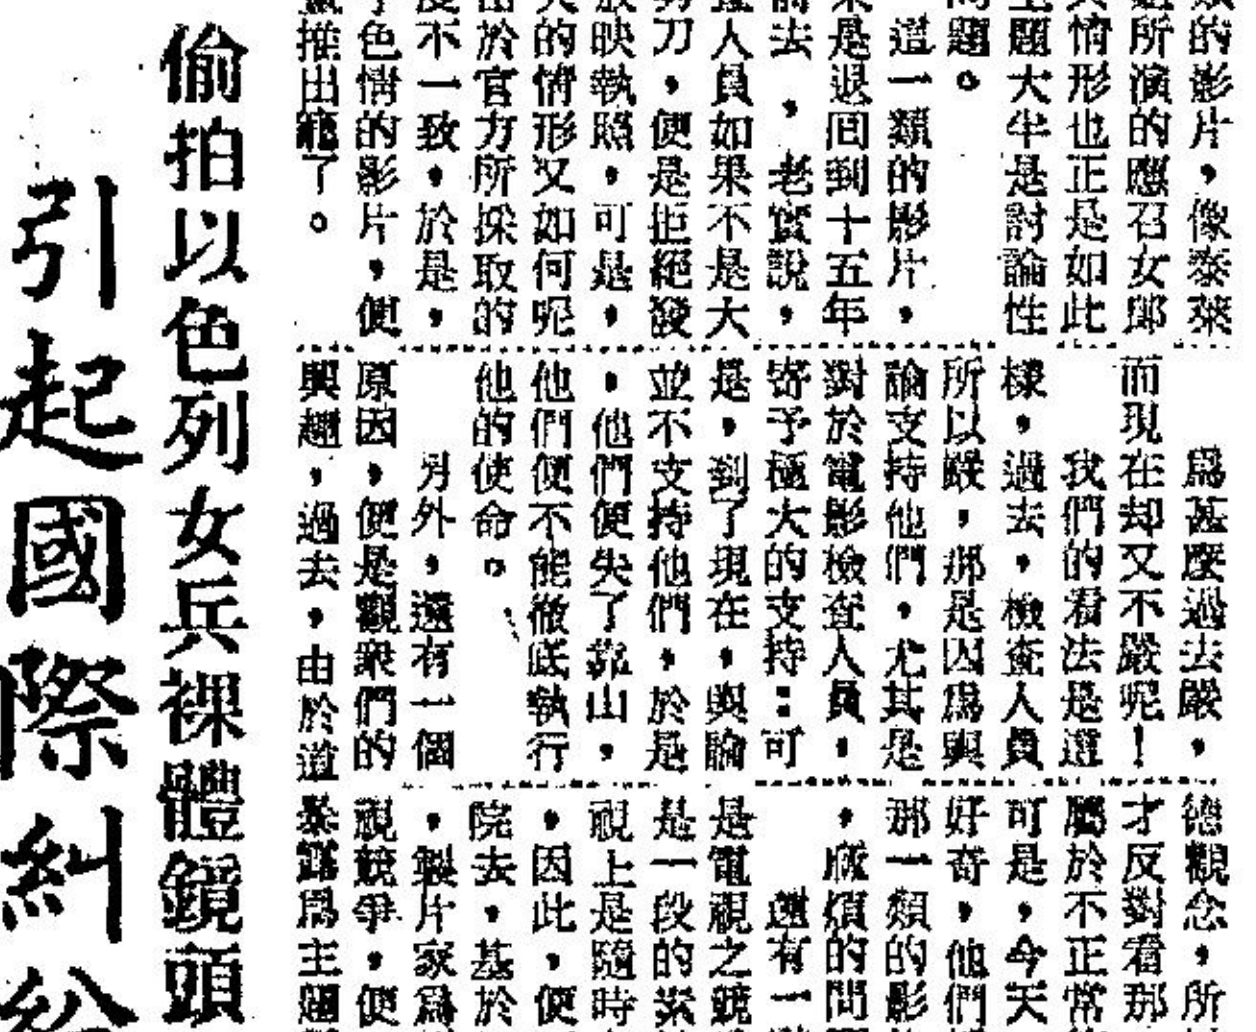 的影片，像泰萊
所演的應召女郎
情形也正是如此
題大半是討論性
問題。
這一類的影片，
是退回到十五年
去，老實說，
人員如果不是大
刀，便是拒絕發
映執照，可是，
的情形又如何呢
於官方所採取的
不一致，於是，
色情的影片，便
推出籠了。
爲甚麼過去嚴，
而現在却又不嚴呢！
我們的看法是這
樣，過去，檢查人員
所以嚴，那是因爲輿
論支持他們，尤其是
對於電影檢查人員，
寄予極大的支持：可
是，到了現在，輿論
並不支持他們，於是
，他們便失了靠山，
他們便不能徹底執行
他的使命。
另外，還有一個
原因，便是觀衆們的
興趣，過去，由於道
德觀念，所
才反對看那
屬於不正常
可是，今天
好奇，他們
那一類的影
，麻煩的問
還有一
是電視之競
是一段的
視上是隨時
，因此，便
院去，基於
，製片家爲
視競爭，便
暴露爲主題
偷拍以色列女兵裸體鏡頭
引起國際糾紛